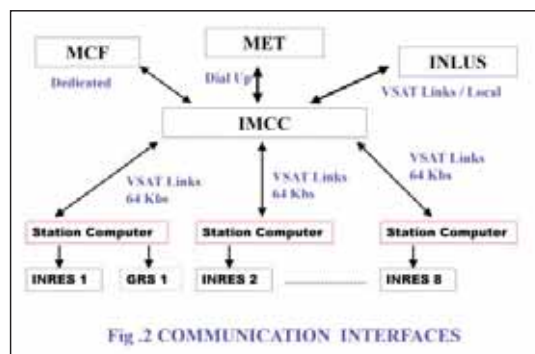 MCF
MET
INLUS
Dedicated
Dial Up
VSAT Links / Local
IMCC
VSAT Links
64 Kbs
VSAT Links
64 Kbs
VSAT Links
64 Kbs
Station Computer
Station Computer
Station Computer
INRES 1
GRS 1
INRES 2
INRES 8
Fig .2 COMMUNICATION INTERFACES